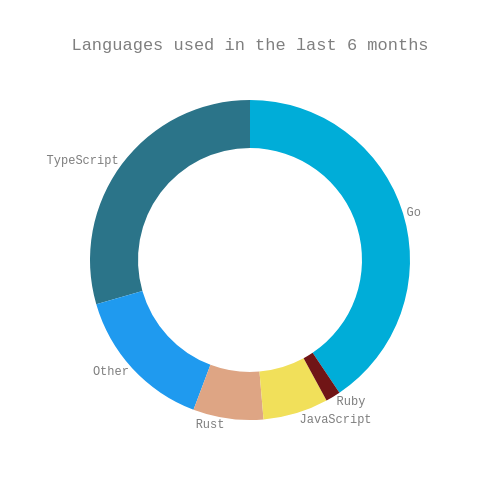 Languages used in the last 6 months
TypeScript
Go
Other
Ruby
JavaScript
Rust